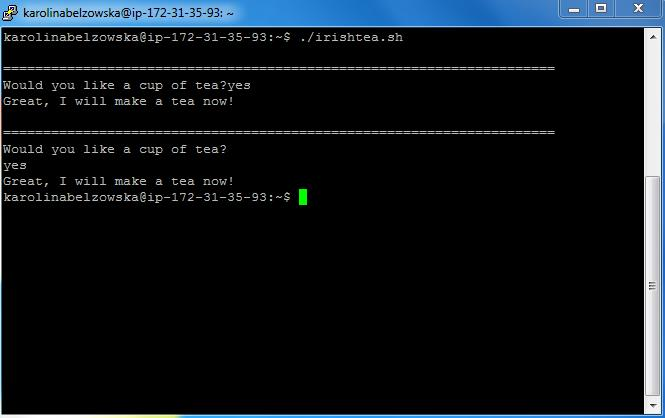 karolinabelzowska@ip-172-31-35-93: ~
karolinabelzowska@ip-172-31-35-93:~$ ./irishtea.sh
=====================================================================
Would you like a cup of tea?yes
Great, I will make a tea now!
=====================================================================
Would you like a cup of tea?
yes
Great, I will make a tea now!
karolinabelzowska@ip-172-31-35-93:~$